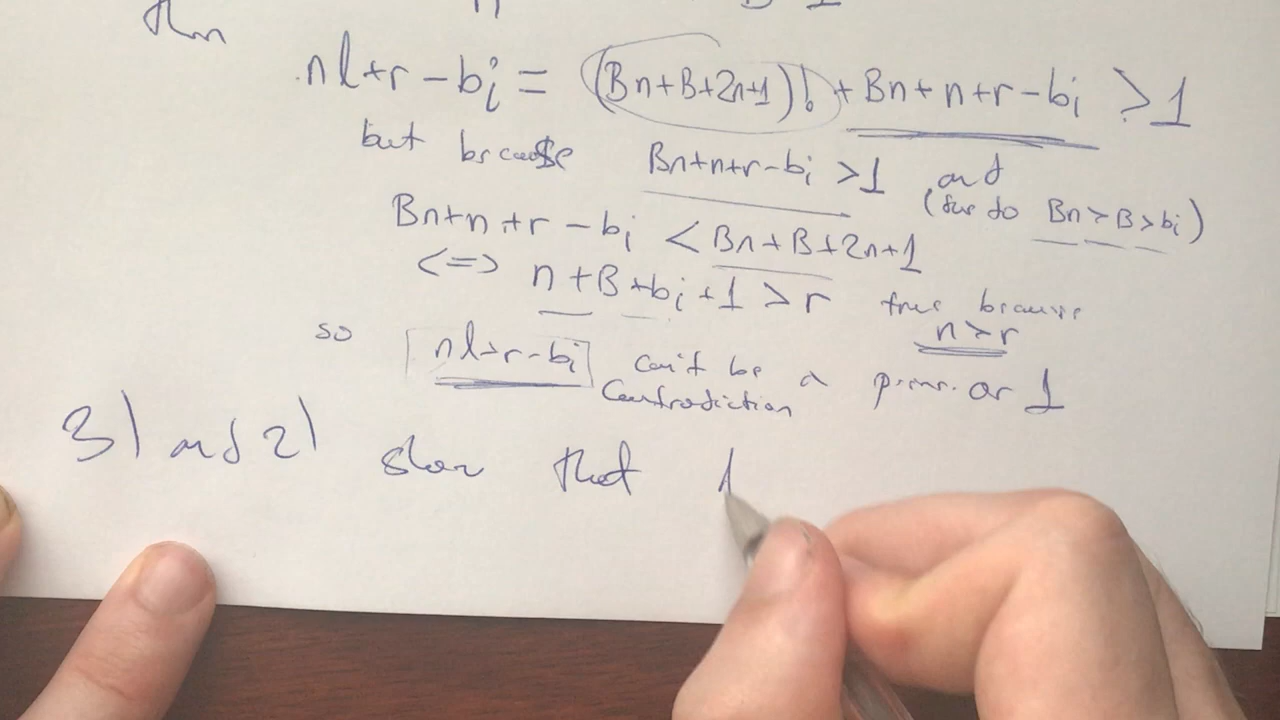 then
nl+r-bi = (Bn+B+2n+1)! + Bn+n+r-bi >1
but because Bn+n+r-bi >1 and
(due to Bn>B>bi)
Bn+n+r-bi < Bn+B+2n+1
<=> n+B+bi+1 > r true because
n>r
so nl+r-bi can't be a prime or 1
Contradiction
3) and 2) show that